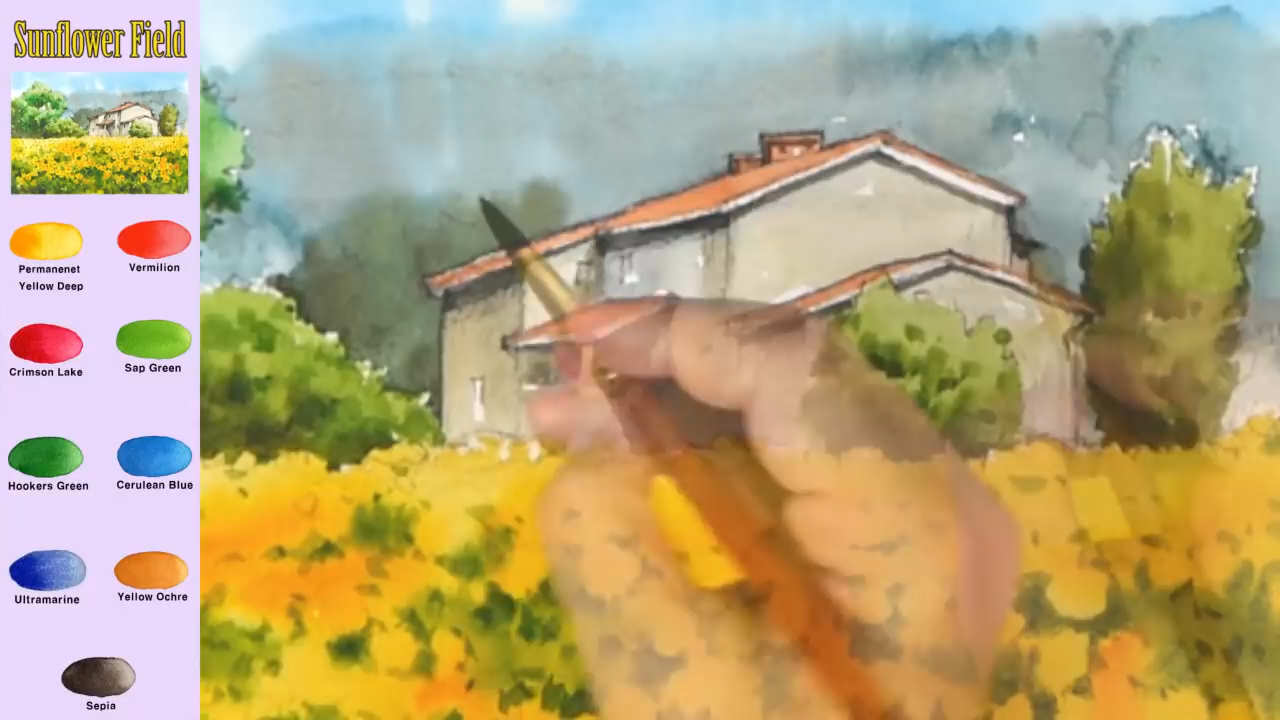 Sunflower Field
Permanenet
Yellow Deep
Vermilion
Crimson Lake
Sap Green
Hookers Green
Cerulean Blue
Ultramarine
Yellow Ochre
Sepia